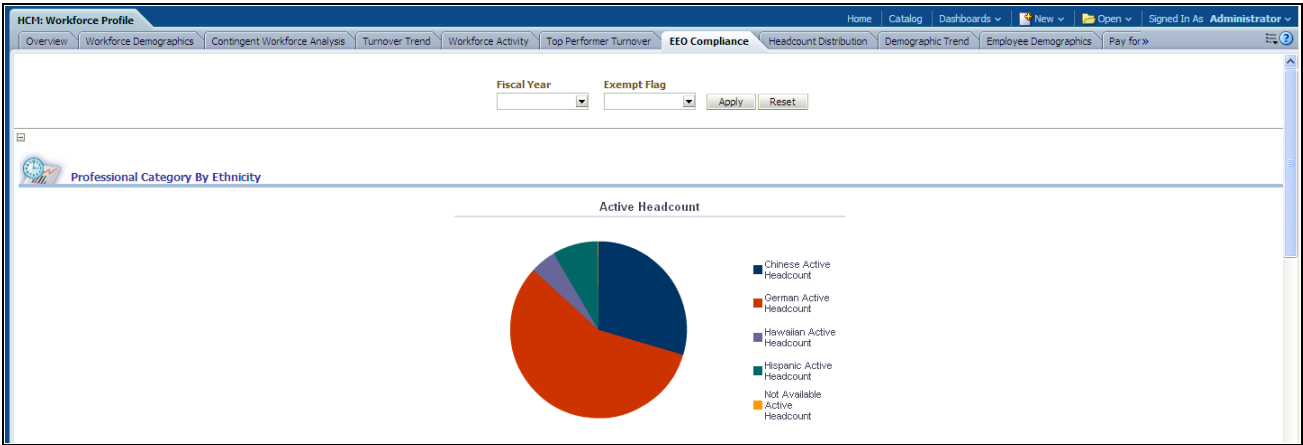 HCM: Workforce Profile
Home Catalog Dashboards New Open Signed In As Administrator
Overview Workforce Demographics Contingent Workforce Analysis Turnover Trend Workforce Activity Top Performer Turnover EEO Compliance Headcount Distribution Demographic Trend Employee Demographics Pay for»
Fiscal Year Exempt Flag
Apply Reset
Professional Category By Ethnicity
Active Headcount
Chinese Active
Headcount
German Active
Headcount
Hawaiian Active
Headcount
Hispanic Active
Headcount
Not Available
Active
Headcount